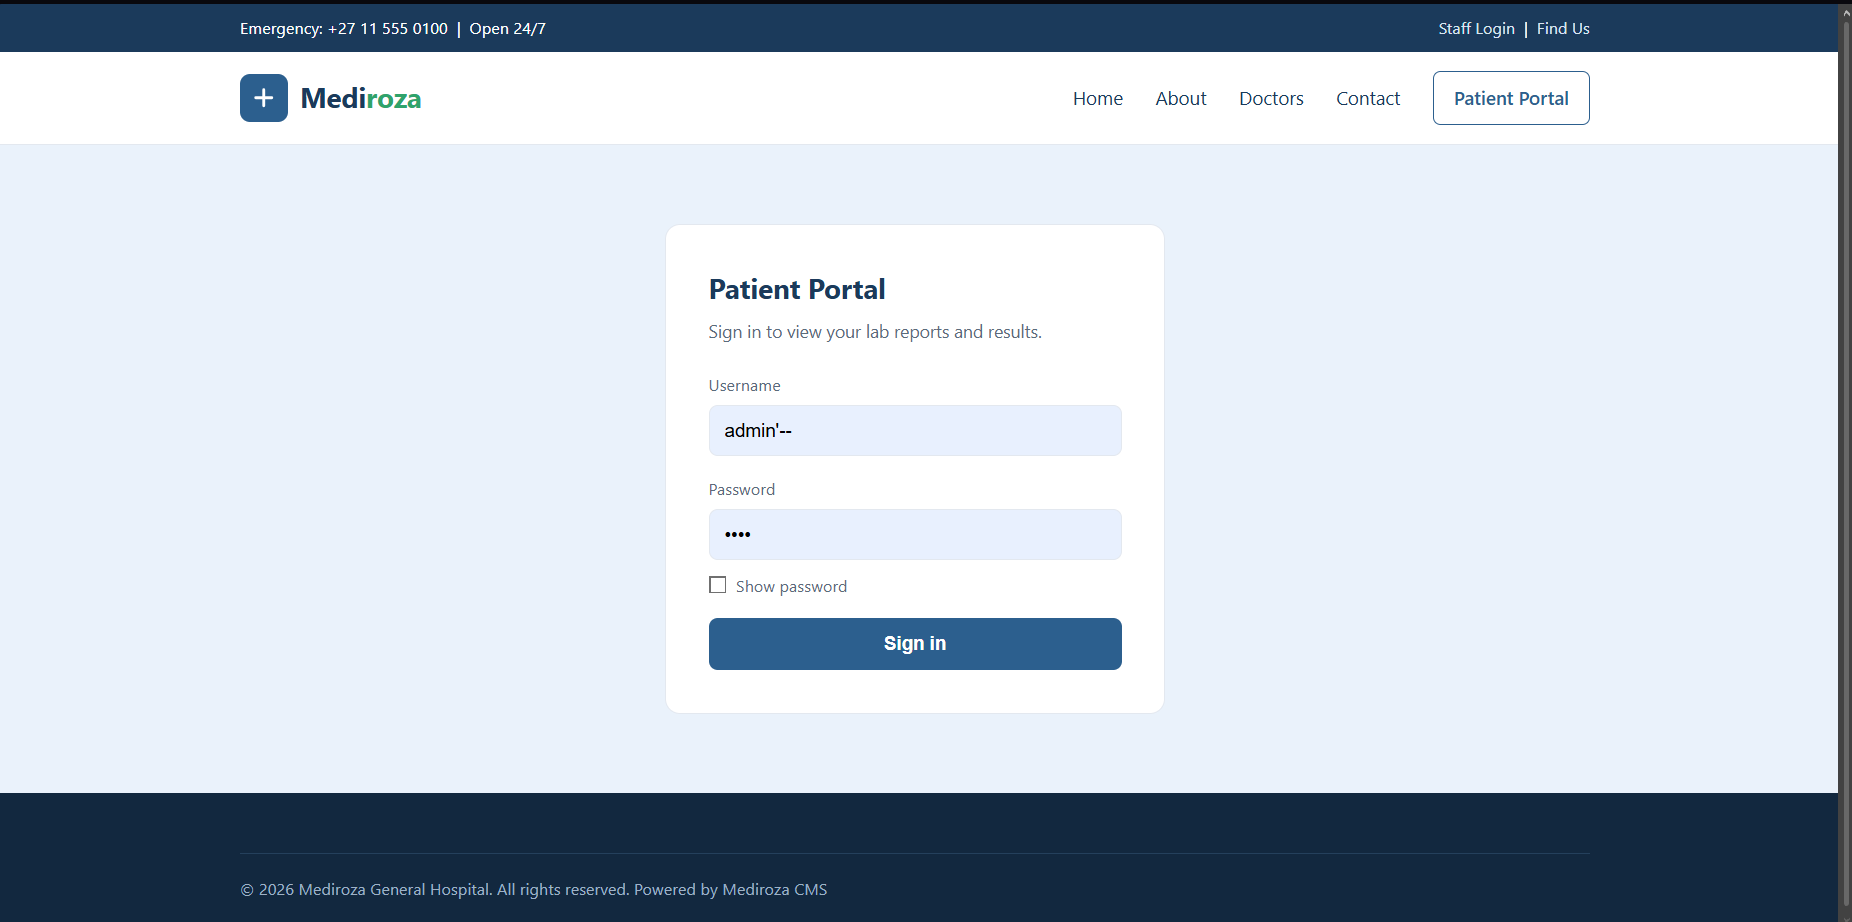 Emergency: +27 11 555 0100 | Open 24/7
Staff Login | Find Us
Mediroza
Home
About
Doctors
Contact
Patient Portal
Patient Portal
Sign in to view your lab reports and results.
Username
admin'--
Password
••••
Show password
Sign in
© 2026 Mediroza General Hospital. All rights reserved. Powered by Mediroza CMS